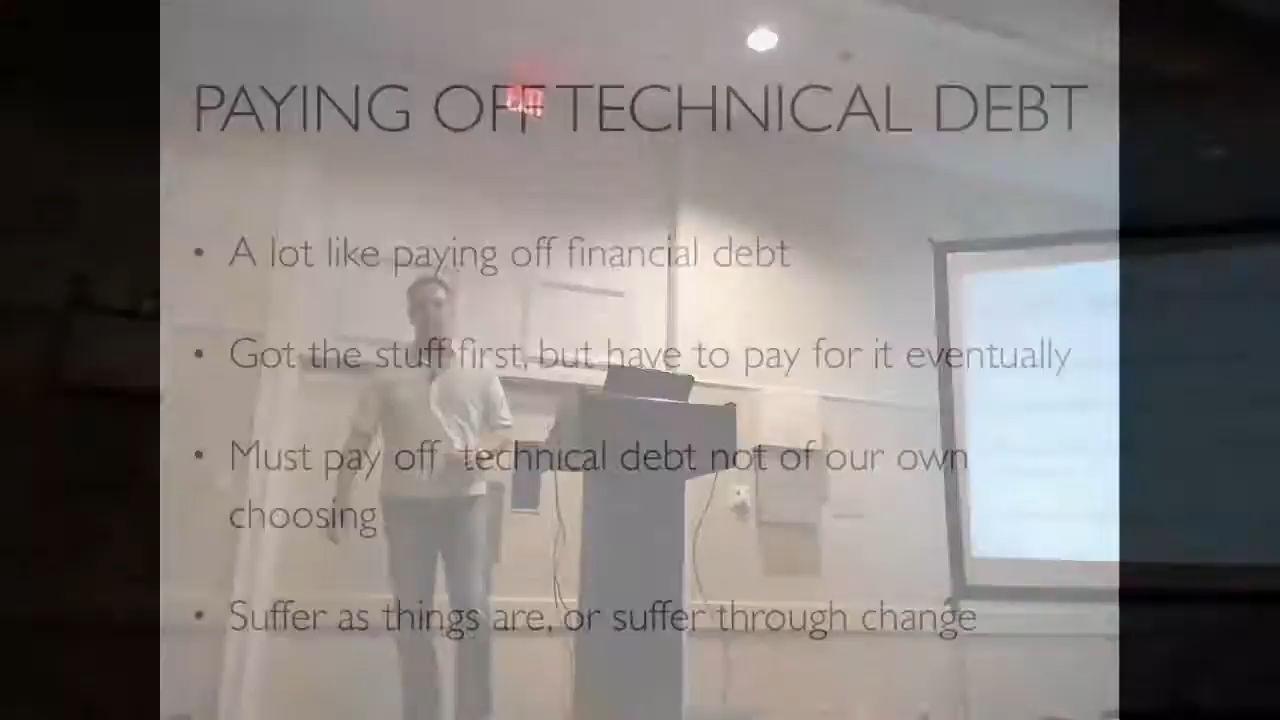 PAYING OFF TECHNICAL DEBT
EXIT
• A lot like paying off financial debt
• Got the stuff first, but have to pay for it eventually
• Must pay off technical debt not of our own
choosing
• Suffer as things are, or suffer through change